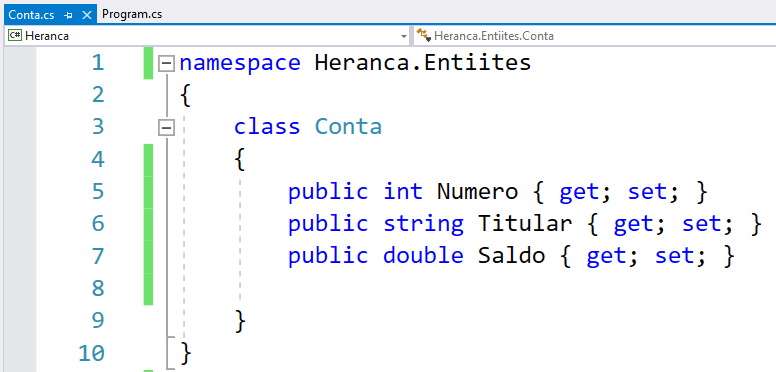 Conta.cs Program.cs
C# Heranca Heranca.Entiites.Conta
1 namespace Heranca.Entiites
2 {
3 class Conta
4 {
5 public int Numero { get; set; }
6 public string Titular { get; set; }
7 public double Saldo { get; set; }
8
9 }
10 }